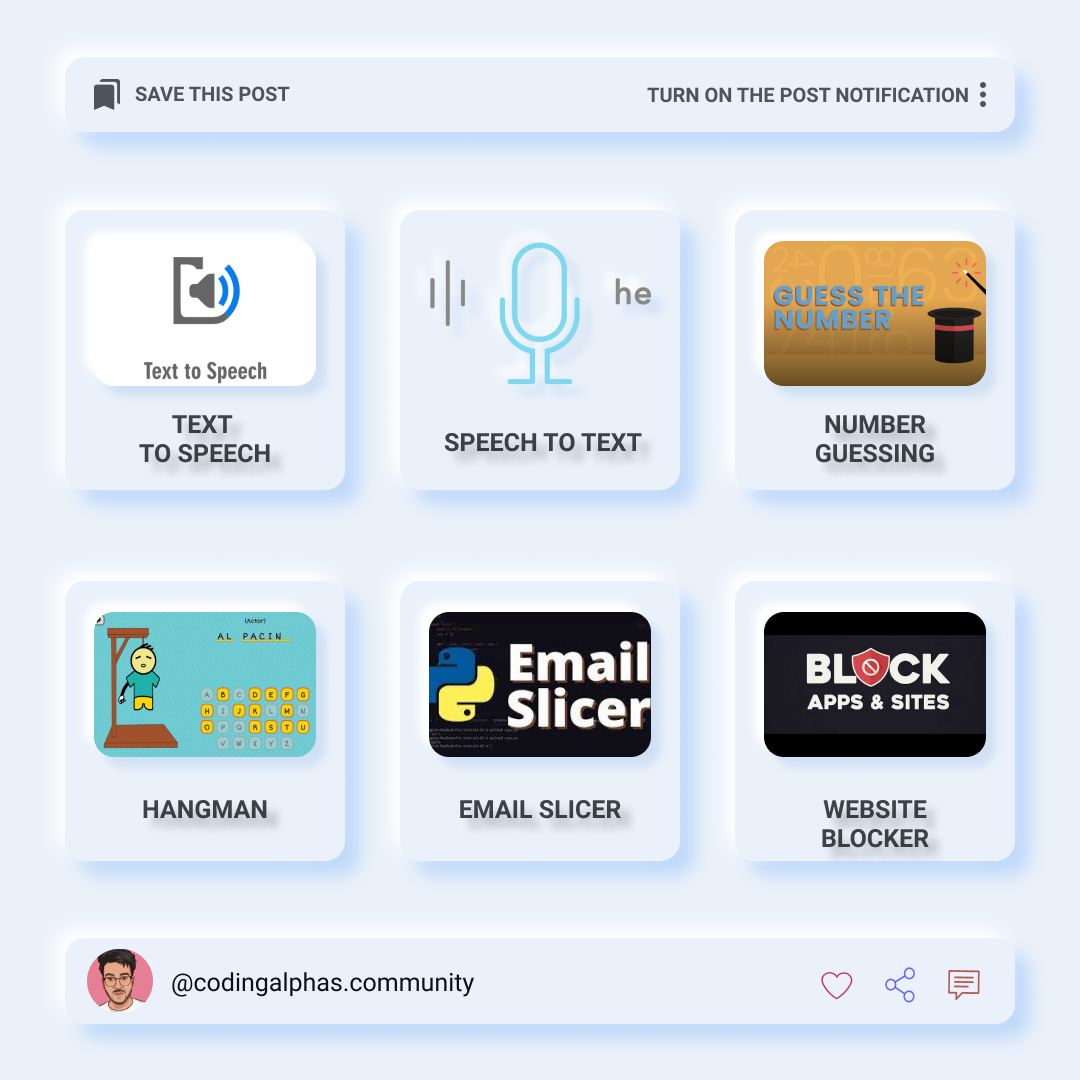 SAVE THIS POST
TURN ON THE POST NOTIFICATION
Text to Speech
TEXT
TO SPEECH
he
SPEECH TO TEXT
GUESS THE
NUMBER
NUMBER
GUESSING
(Actor)
AL PACIN_
A B C D E F G
H I J K L M N
O P Q R S T U
V W X Y Z
HANGMAN
Email
Slicer
EMAIL SLICER
BLOCK
APPS & SITES
WEBSITE
BLOCKER
@codingalphas.community